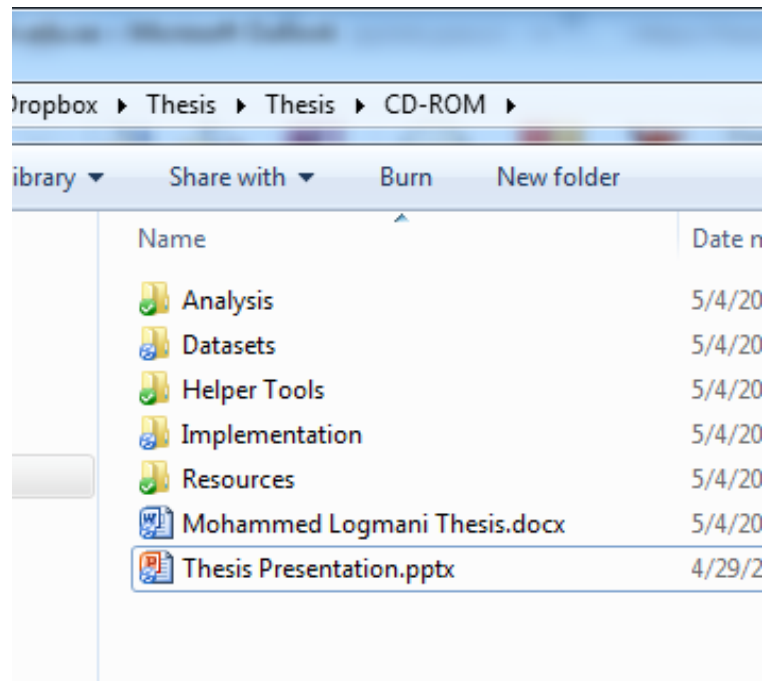 Dropbox ▸ Thesis ▸ Thesis ▸ CD-ROM ▸
ibrary ▾ Share with ▾ Burn New folder
Name Date m
Analysis 5/4/20
Datasets 5/4/20
Helper Tools 5/4/20
Implementation 5/4/20
Resources 5/4/20
Mohammed Logmani Thesis.docx 5/4/20
Thesis Presentation.pptx 4/29/2